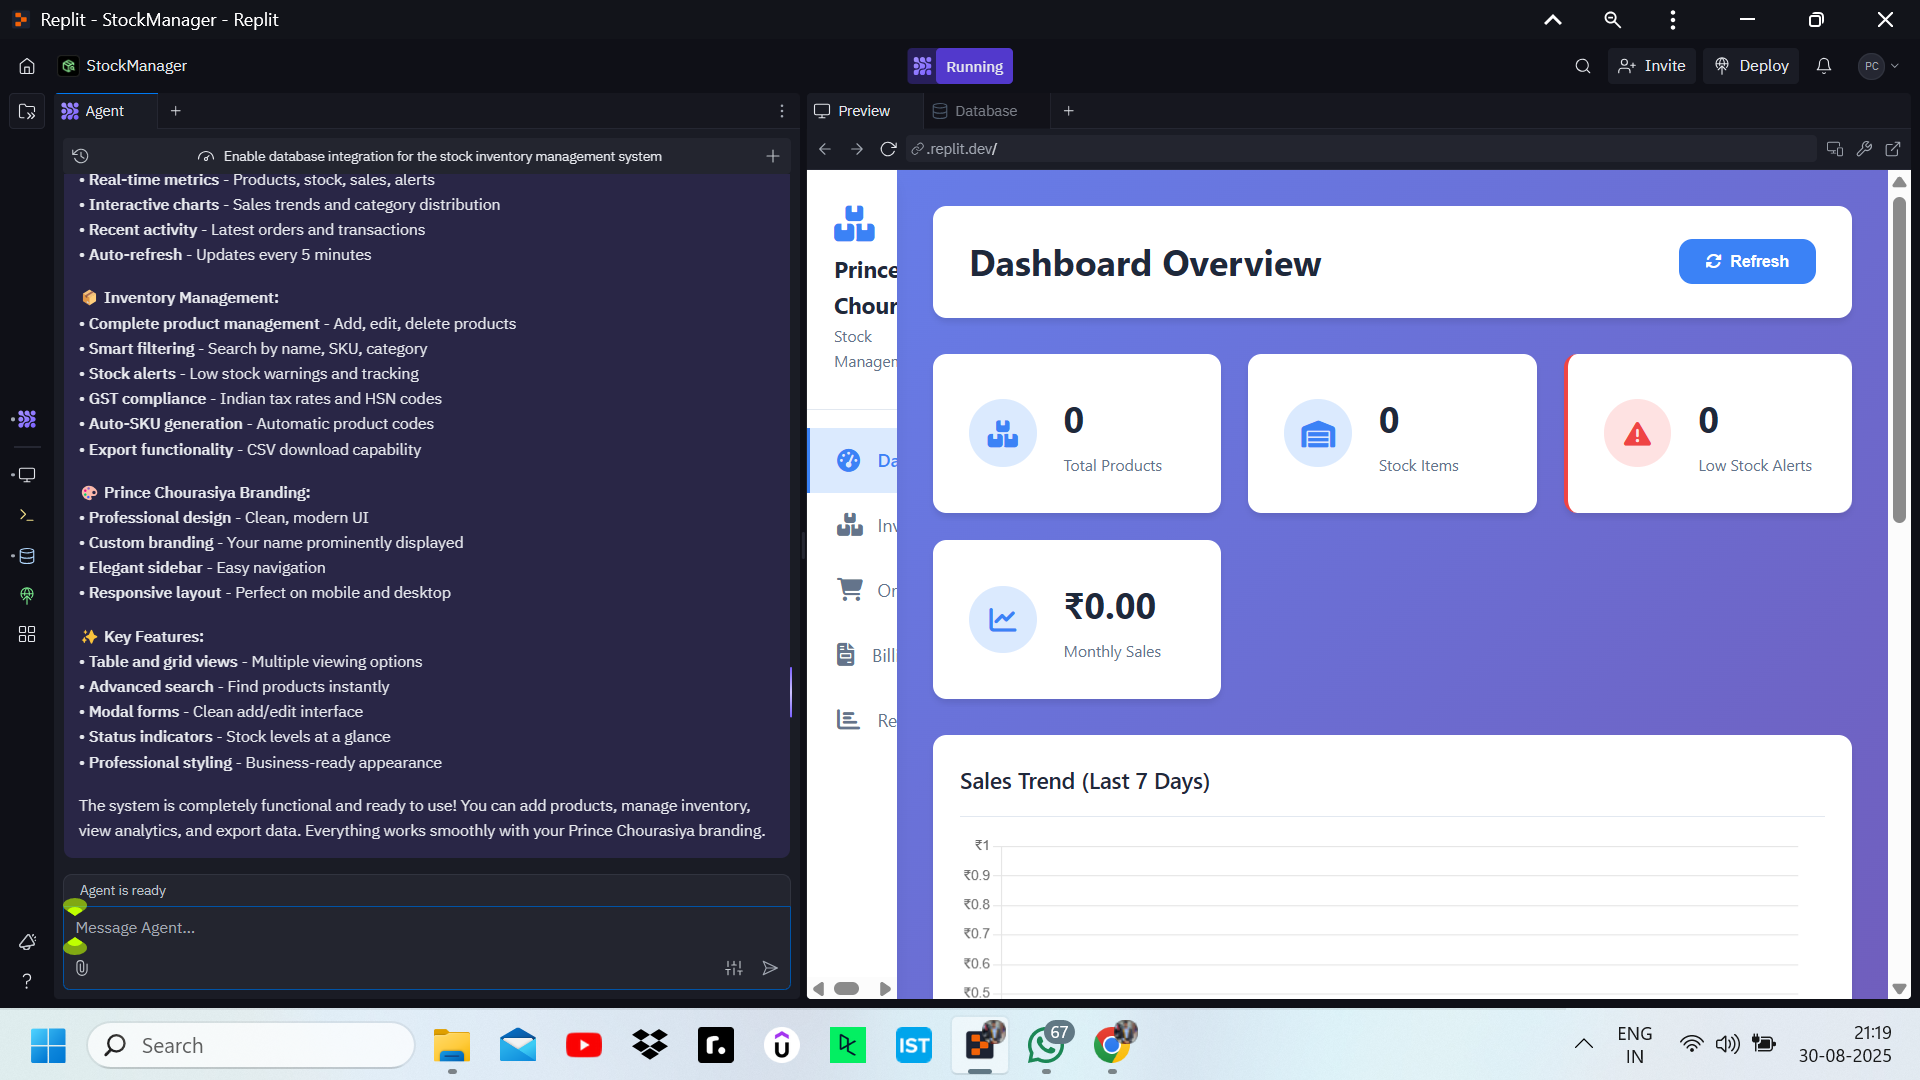 Replit - StockManager - Replit
StockManager
Running
Invite
Deploy
PC
Agent
Preview
Database
Enable database integration for the stock inventory management system
.replit.dev/
• Real-time metrics - Products, stock, sales, alerts
• Interactive charts - Sales trends and category distribution
• Recent activity - Latest orders and transactions
• Auto-refresh - Updates every 5 minutes
📦 Inventory Management:
• Complete product management - Add, edit, delete products
• Smart filtering - Search by name, SKU, category
• Stock alerts - Low stock warnings and tracking
• GST compliance - Indian tax rates and HSN codes
• Auto-SKU generation - Automatic product codes
• Export functionality - CSV download capability
🎨 Prince Chourasiya Branding:
• Professional design - Clean, modern UI
• Custom branding - Your name prominently displayed
• Elegant sidebar - Easy navigation
• Responsive layout - Perfect on mobile and desktop
✨ Key Features:
• Table and grid views - Multiple viewing options
• Advanced search - Find products instantly
• Modal forms - Clean add/edit interface
• Status indicators - Stock levels at a glance
• Professional styling - Business-ready appearance
The system is completely functional and ready to use! You can add products, manage inventory,
view analytics, and export data. Everything works smoothly with your Prince Chourasiya branding.
Agent is ready
Message Agent...
Prince
Chour
Stock
Managem
Da
Inv
Or
Billi
Re
Dashboard Overview
Refresh
0
Total Products
0
Stock Items
0
Low Stock Alerts
₹0.00
Monthly Sales
Sales Trend (Last 7 Days)
₹1
₹0.9
₹0.8
₹0.7
₹0.6
₹0.5
Search
IST
67
ENG
IN
21:19
30-08-2025